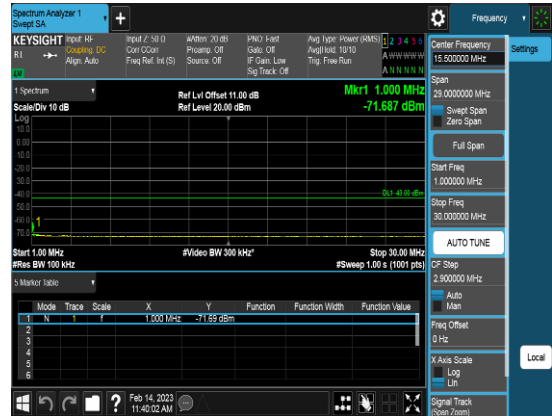 Spectrum Analyzer 1
Swept SA
+
Frequency
KEYSIGHT
R1
LXI
Input: RF
Coupling: DC
Align: Auto
Input Z: 50 Ω
Corr CCorr
Freq Ref: Int (S)
#Atten: 20 dB
Preamp: Off
Source: Off
PNO: Fast
Gate: Off
IF Gain: Low
Sig Track: Off
Avg Type: Power (RMS)
Avg|Hold: 10/10
Trig: Free Run
1 2 3 4 5 6
A W W W W W
A N N N N N
1 Spectrum
Scale/Div 10 dB
Ref Lvl Offset 11.00 dB
Ref Level 20.00 dBm
Mkr1 1.000 MHz
-71.687 dBm
Log
10.0
0.00
-10.0
-20.0
-30.0
-40.0
-50.0
-60.0
-70.0
1
DL1 -43.00 dBm
Start 1.00 MHz
#Res BW 100 kHz
#Video BW 300 kHz*
Stop 30.00 MHz
#Sweep 1.00 s (1001 pts)
5 Marker Table
Mode Trace Scale X Y Function Function Width Function Value
1 N 1 f 1.000 MHz -71.69 dBm
2
3
4
5
6
?
Feb 14, 2023
11:40:02 AM
Center Frequency
15.500000 MHz
Settings
Span
29.0000000 MHz
Swept Span
Zero Span
Full Span
Start Freq
1.000000 MHz
Stop Freq
30.000000 MHz
AUTO TUNE
CF Step
2.900000 MHz
Auto
Man
Freq Offset
0 Hz
X Axis Scale
Log
Lin
Local
Signal Track
(Span Zoom)